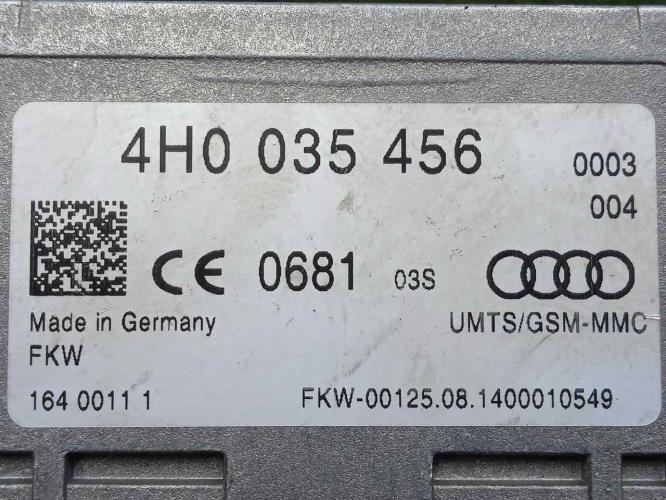 4H0 035 456 0003
004
CE 0681 03S
Made in Germany UMTS/GSM-MMC
FKW
164 0011 1 FKW-00125.08.1400010549